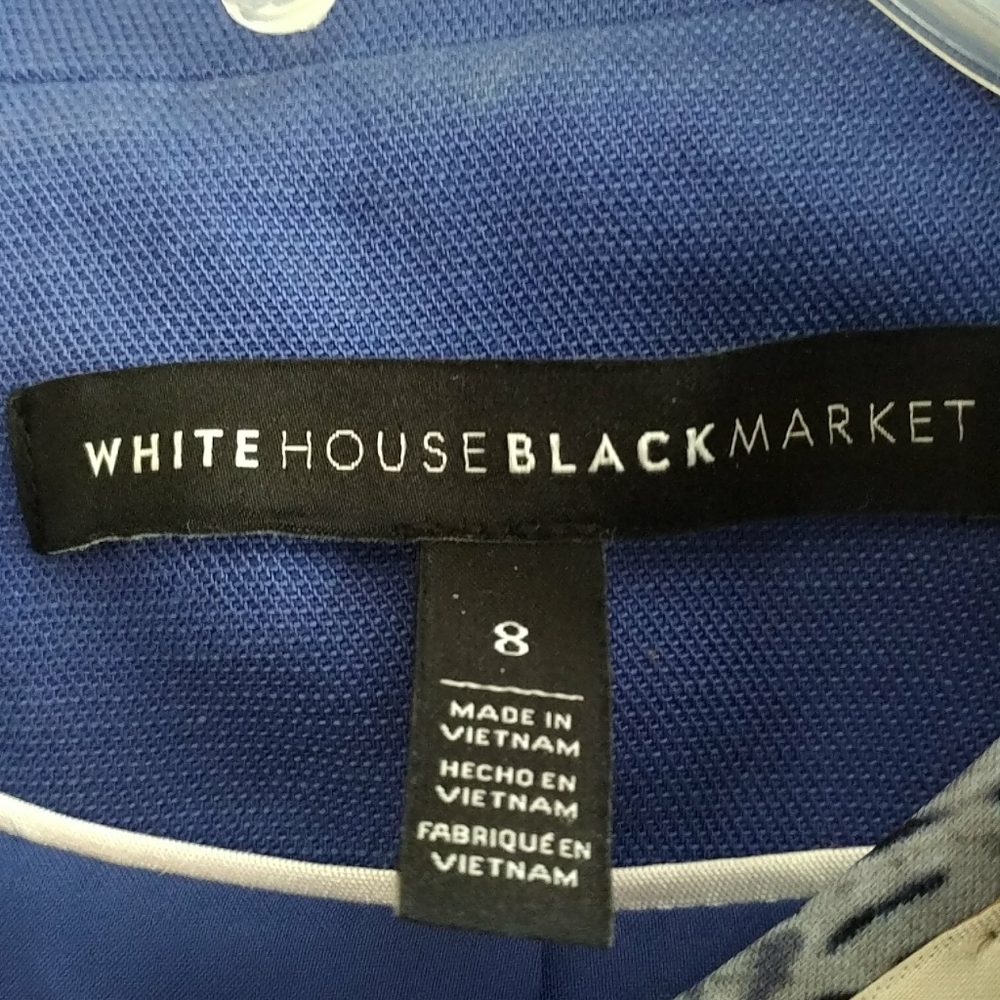 WHITE HOUSE BLACK MARKET
8
MADE IN
VIETNAM
HECHO EN
VIETNAM
FABRIQUÉ EN
VIETNAM